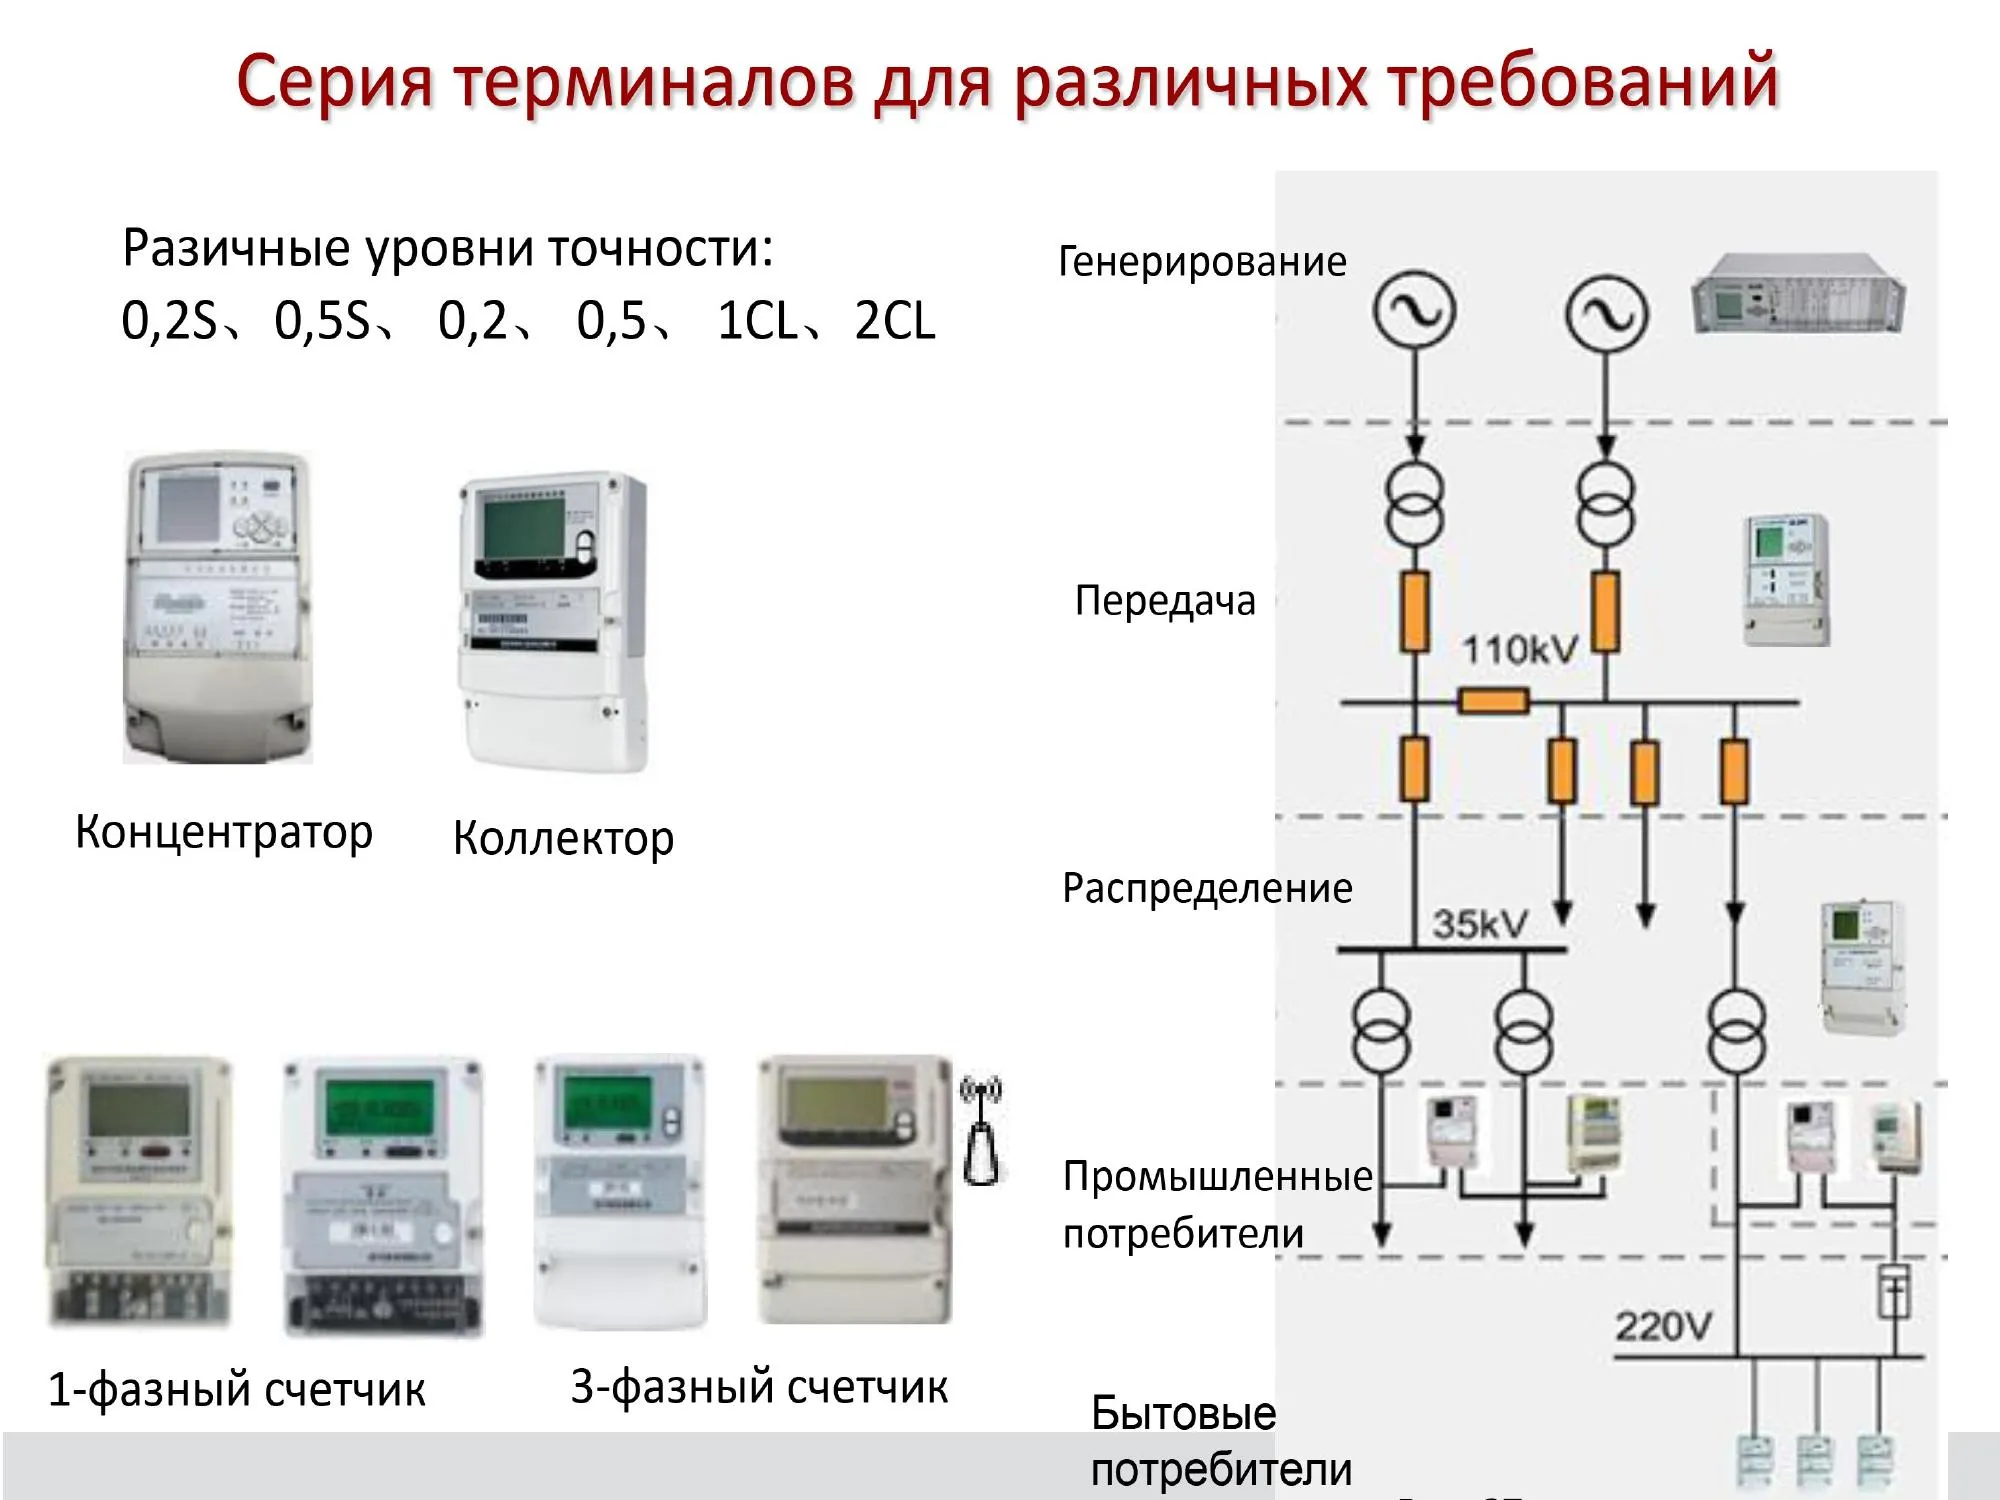 Серия терминалов для различных требований
Разичные уровни точности:
0,2S、0,5S、 0,2、 0,5、 1CL、2CL
Концентратор
Коллектор
1-фазный счетчик
3-фазный счетчик
Генерирование
Передача
110kV
Распределение
35kV
Промышленные
потребители
220V
Бытовые
потребители